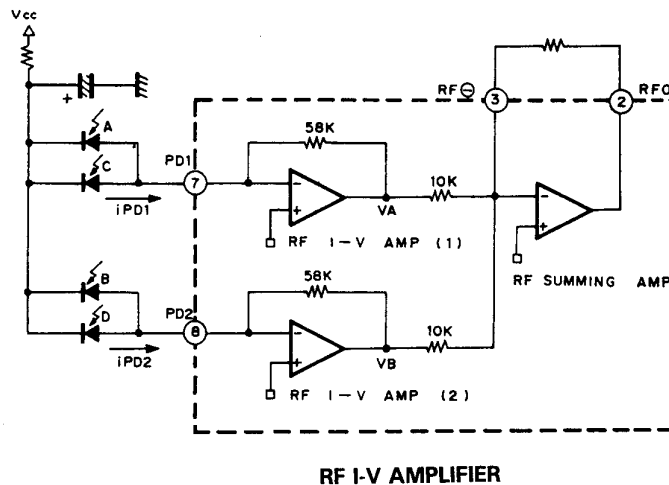 Vcc
+
RF ⊖
3
2
RFO
A
C
PD1
7
iPD1
58K
−
+
VA
10K
RF I-V AMP (1)
−
+
RF SUMMING AMP
B
D
PD2
8
iPD2
58K
−
+
VB
10K
RF I-V AMP (2)
RF I-V AMPLIFIER